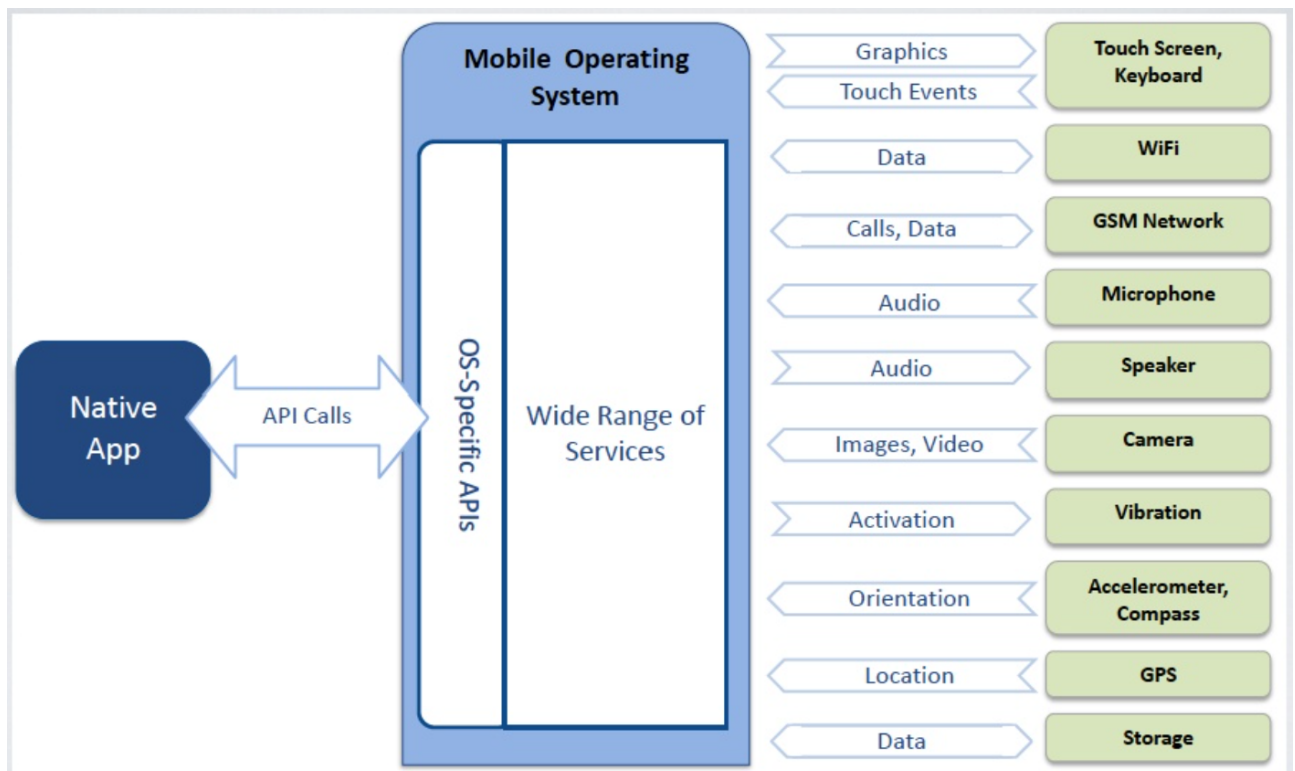 Mobile Operating
System
Graphics
Touch Screen,
Keyboard
Touch Events
Data
WiFi
Calls, Data
GSM Network
Audio
Microphone
Audio
Speaker
Native
App
API Calls
OS-Specific APIs
Wide Range of
Services
Images, Video
Camera
Activation
Vibration
Orientation
Accelerometer,
Compass
Location
GPS
Data
Storage